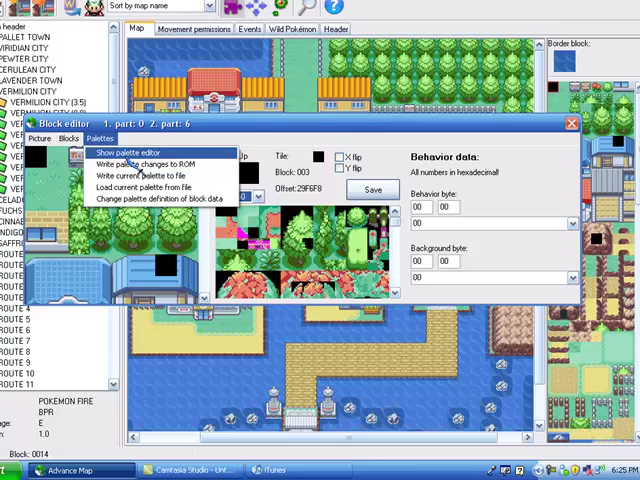 Sort by map name
header
PALLET TOWN
VIRIDIAN CITY
PEWTER CITY
CERULEAN CITY
LAVENDER TOWN
VERMILION CITY
VERMILION CITY (3.5)
FUCHS
CINNAE
INDIGO
SAFFRO
ROUTE
ROUTE
ROUTE
ROUTE 4
ROUTE 5
ROUTE 6
ROUTE 7
ROUTE 8
ROUTE 9
ROUTE 10
ROUTE 11
POKEMON FIRE
BPR
E
1.0
Block: 0014
Map
Movement permissions
Events
Wild Pokémon
Header
Border block:
Block editor 1. part: 0 2. part: 6
Picture
Blocks
Palettes
Show palette editor
Write palette changes to ROM
Write current palette to file
Load current palette from file
Change palette definition of block data
Up
Tile:
X flip
Y flip
Block: 003
Offset: 29F6F8
0
Save
Behavior data:
All numbers in hexadecimal!
Behavior byte:
00
00
00
Background byte:
00
00
00
Advance Map
Camtasia Studio - Unt...
iTunes
6:25 PM